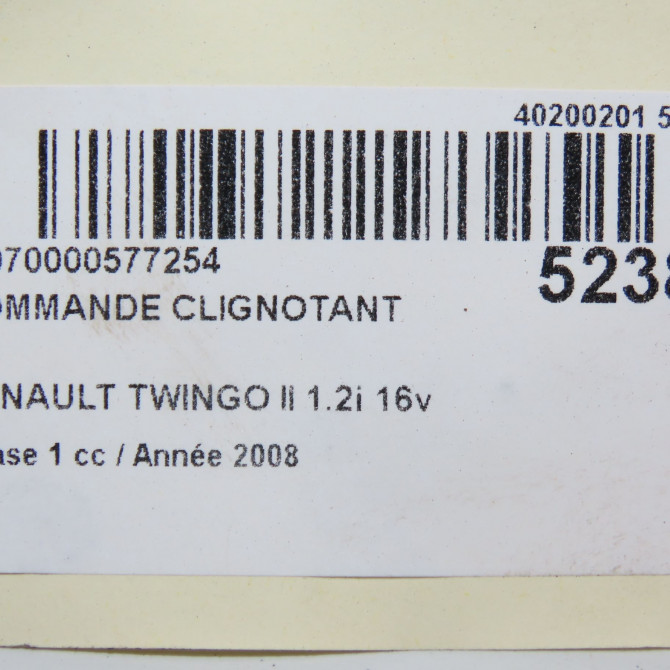 40200201 5
070000577254
5238
OMMANDE CLIGNOTANT
NAULT TWINGO Ii 1.2i 16v
ase 1 cc / Année 2008